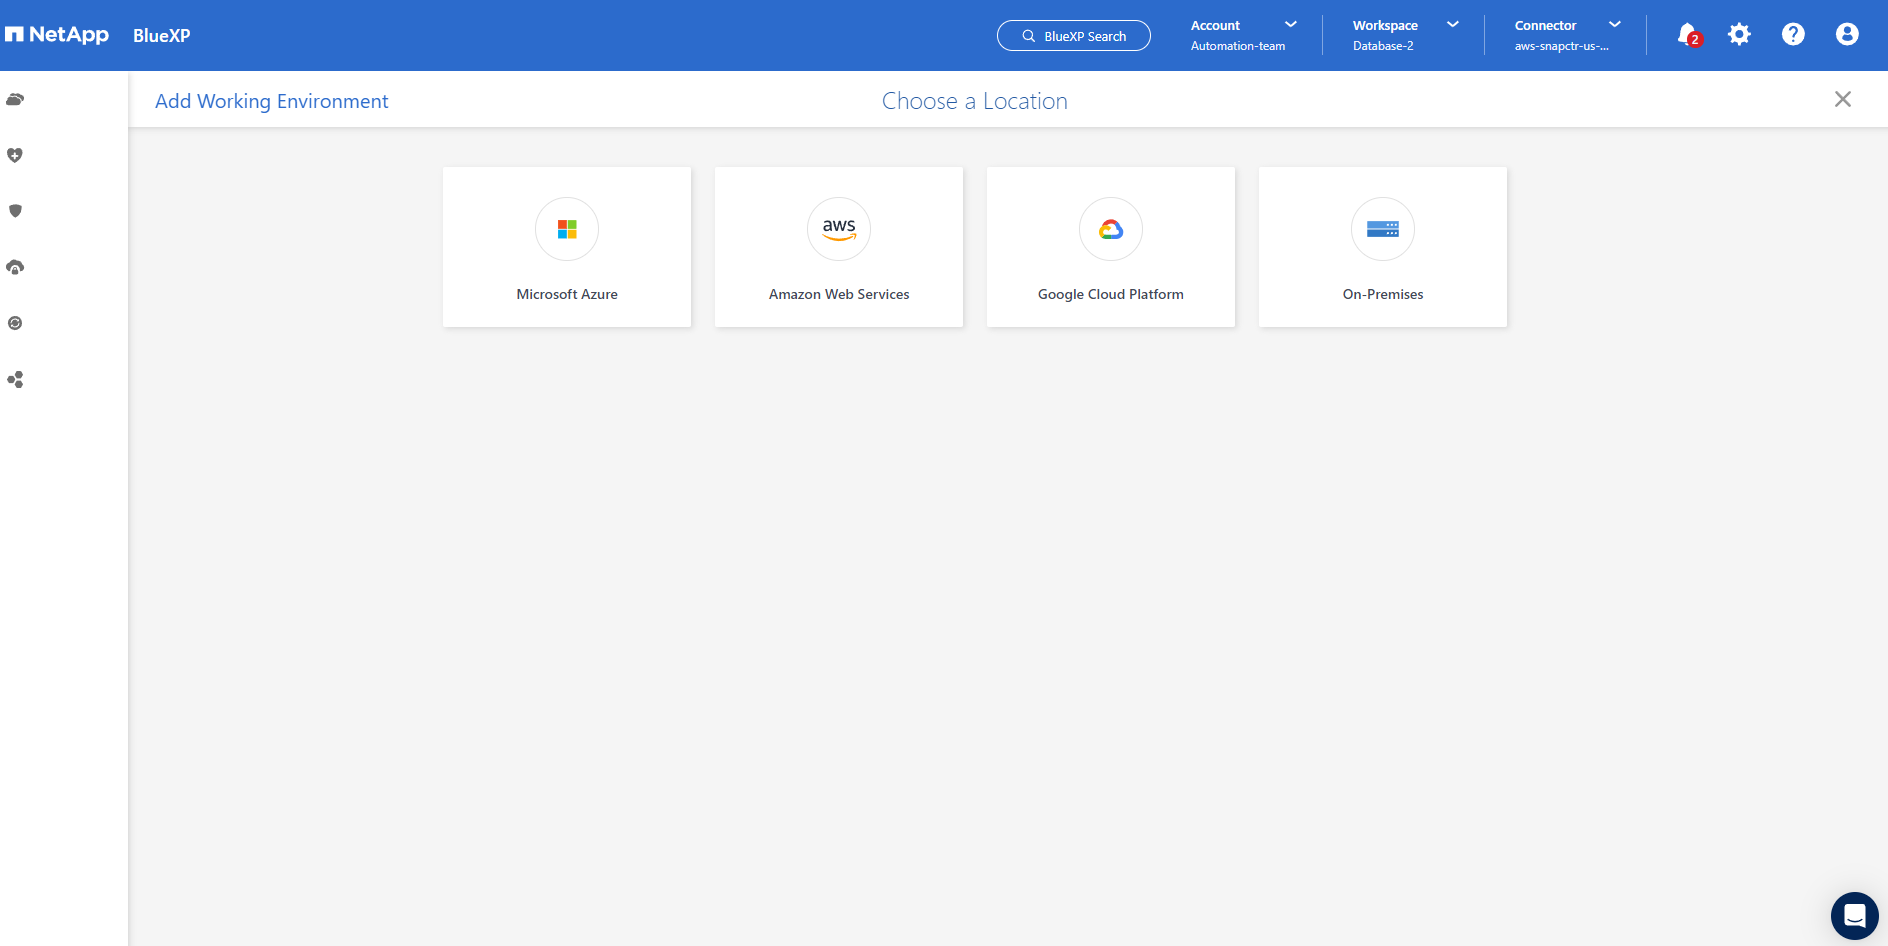 NetApp BlueXP
BlueXP Search
Account
Automation-team
Workspace
Database-2
Connector
aws-snapctr-us-...
2
Add Working Environment
Choose a Location
aws
Microsoft Azure
Amazon Web Services
Google Cloud Platform
On-Premises